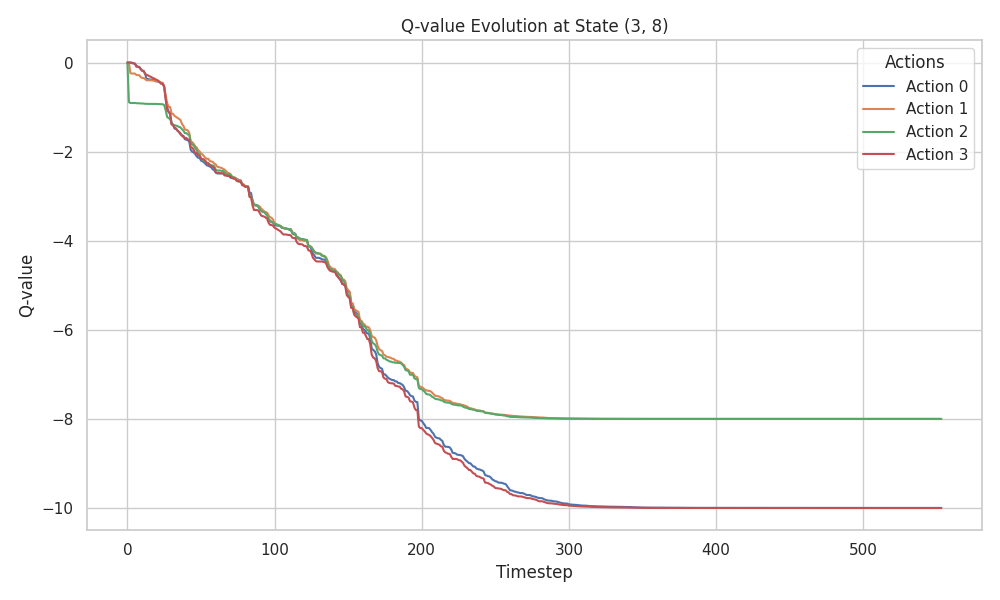 Q-value Evolution at State (3, 8)
Actions
Action 0
Action 1
Action 2
Action 3
Q-value
0
−2
−4
−6
−8
−10
0
100
200
300
400
500
Timestep